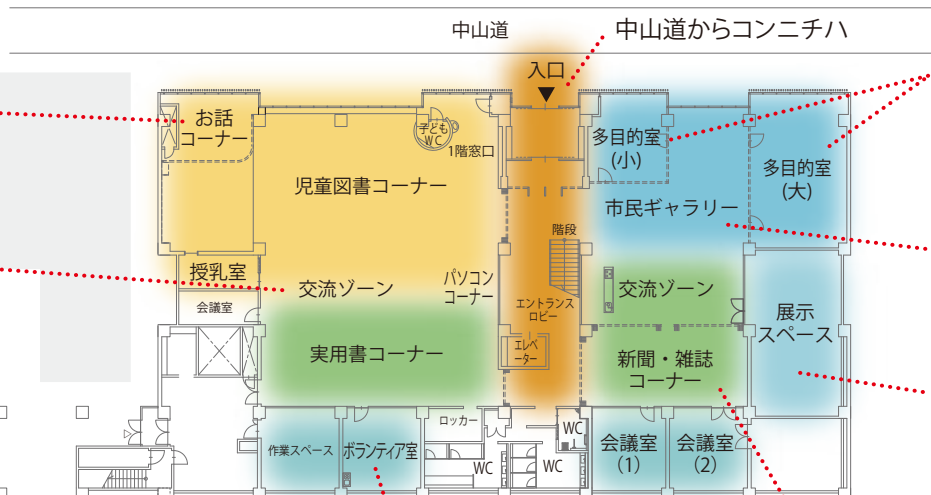 中山道
中山道からコンニチハ
入口
お話
コーナー
子ども
WC
1階窓口
児童図書コーナー
多目的室
(小)
多目的室
(大)
市民ギャラリー
階段
授乳室
会議室
交流ゾーン
パソコン
コーナー
エントランス
ロビー
交流ゾーン
展示
スペース
実用書コーナー
エレベ
ーター
新聞・雑誌
コーナー
ロッカー
作業スペース
ボランティア室
WC
WC
WC
会議室
(1)
会議室
(2)